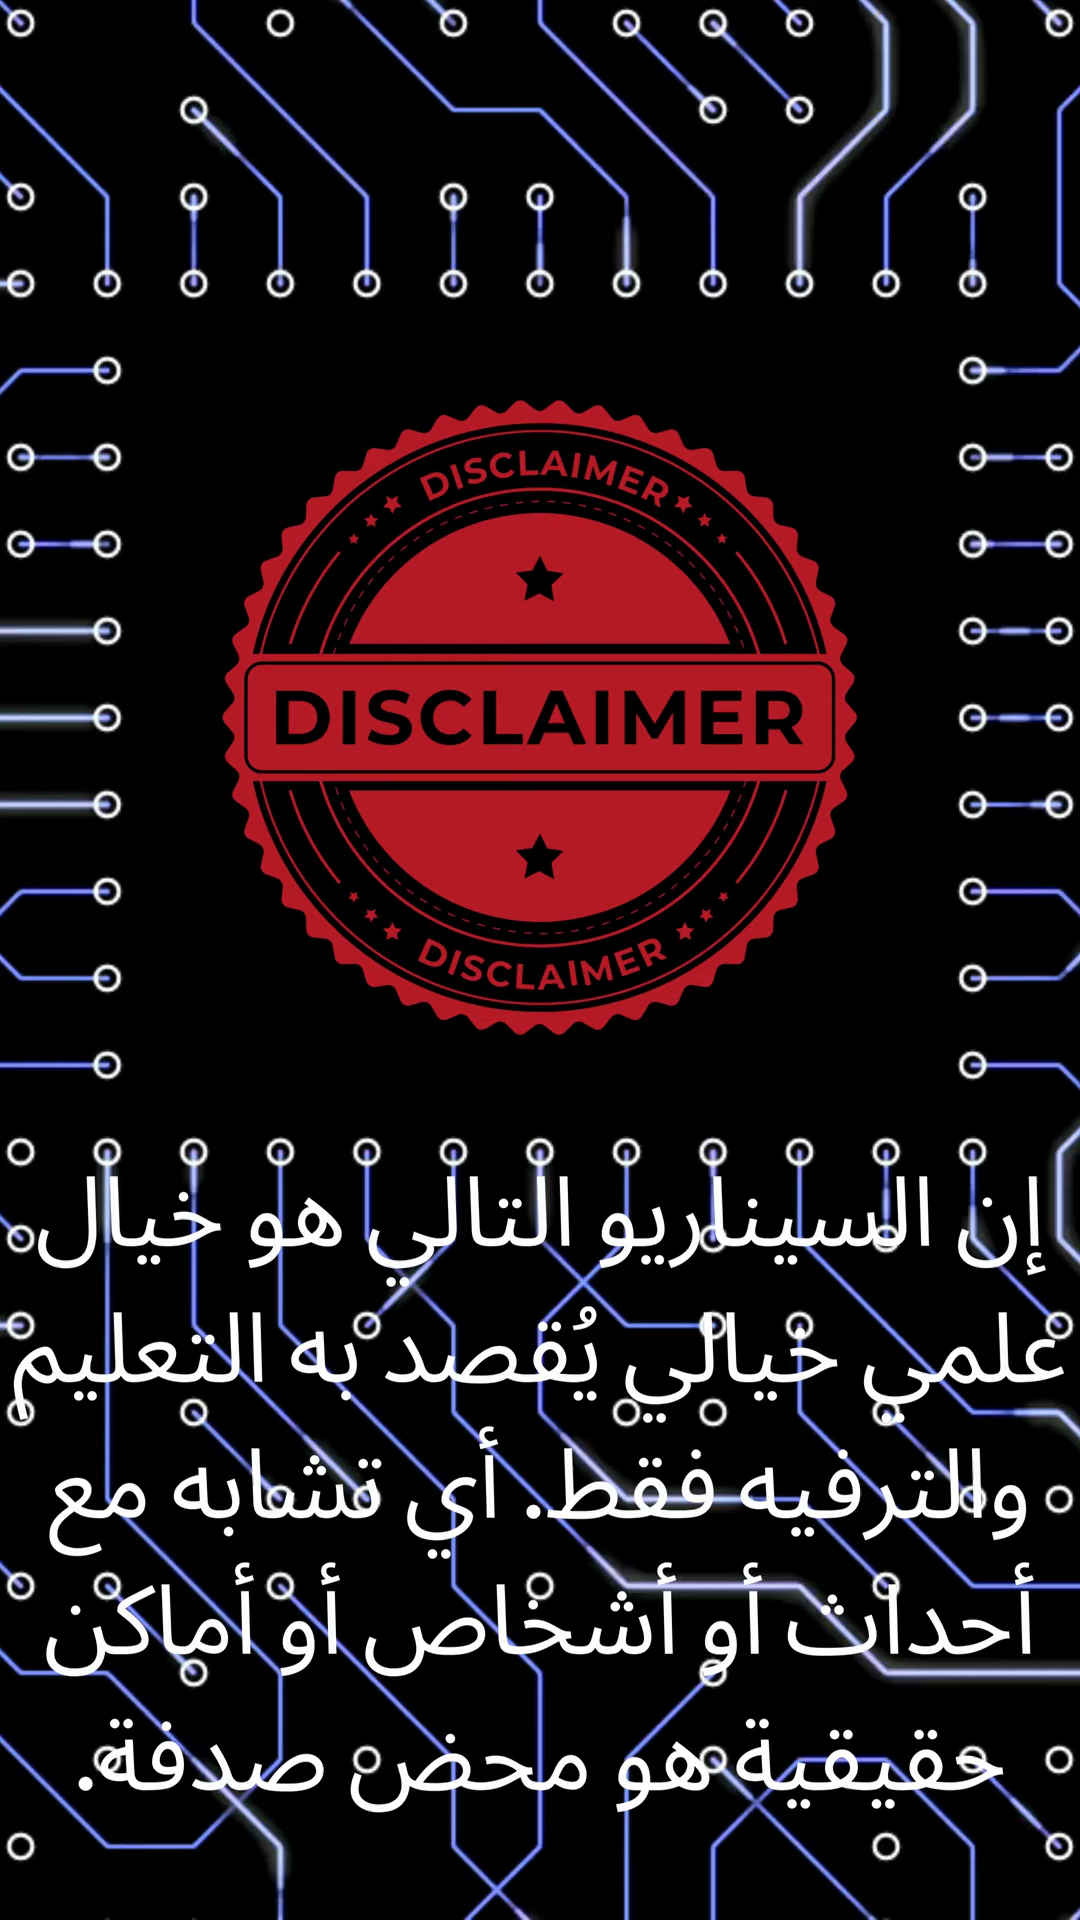 DISCLAIMER
DISCLAIMER
DISCLAIMER
إن السيناريو التالي هو خيال
علمي خيالي يُقصد به التعليم
والترفيه فقط. أي تشابه مع
أحداث أو أشخاص أو أماكن
حقيقية هو محض صدفة.